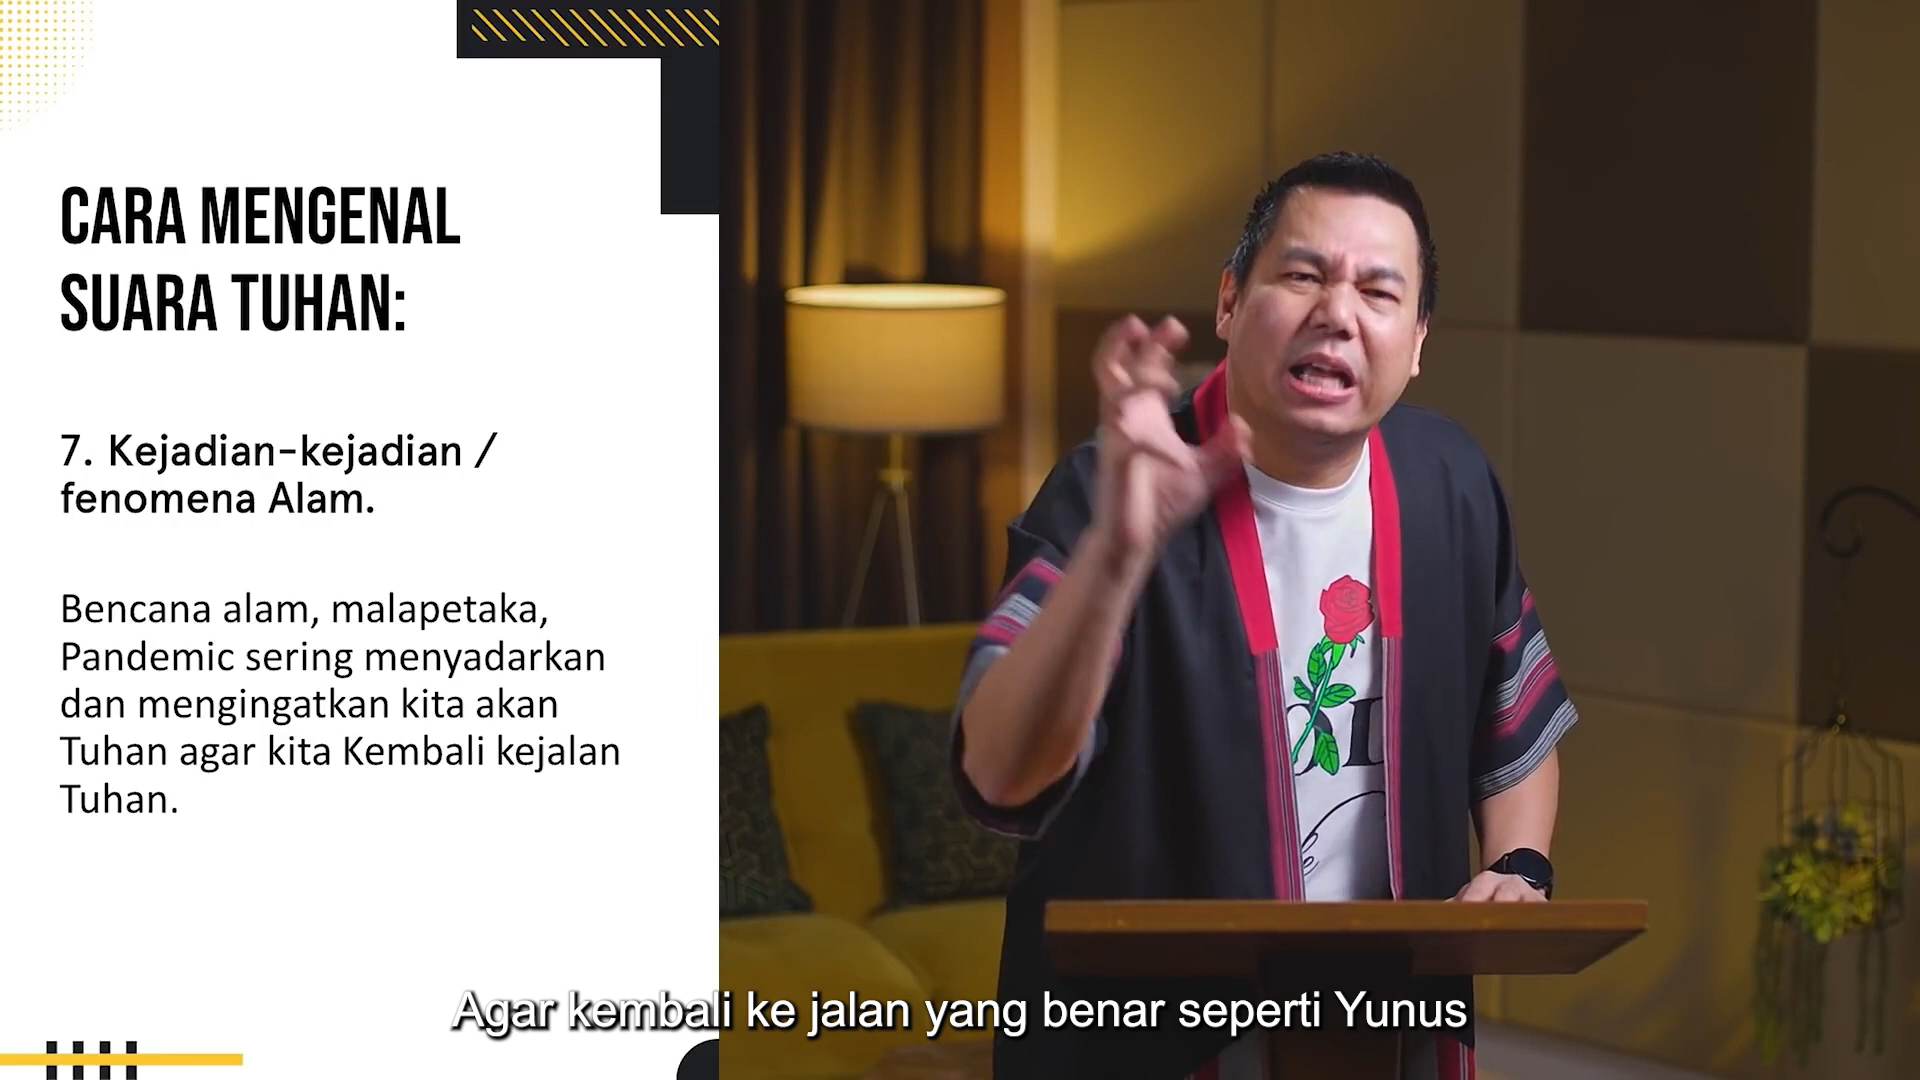 CARA MENGENAL
SUARA TUHAN:
7. Kejadian-kejadian /
fenomena Alam.
Bencana alam, malapetaka,
Pandemic sering menyadarkan
dan mengingatkan kita akan
Tuhan agar kita Kembali kejalan
Tuhan.
Agar kembali ke jalan yang benar seperti Yunus